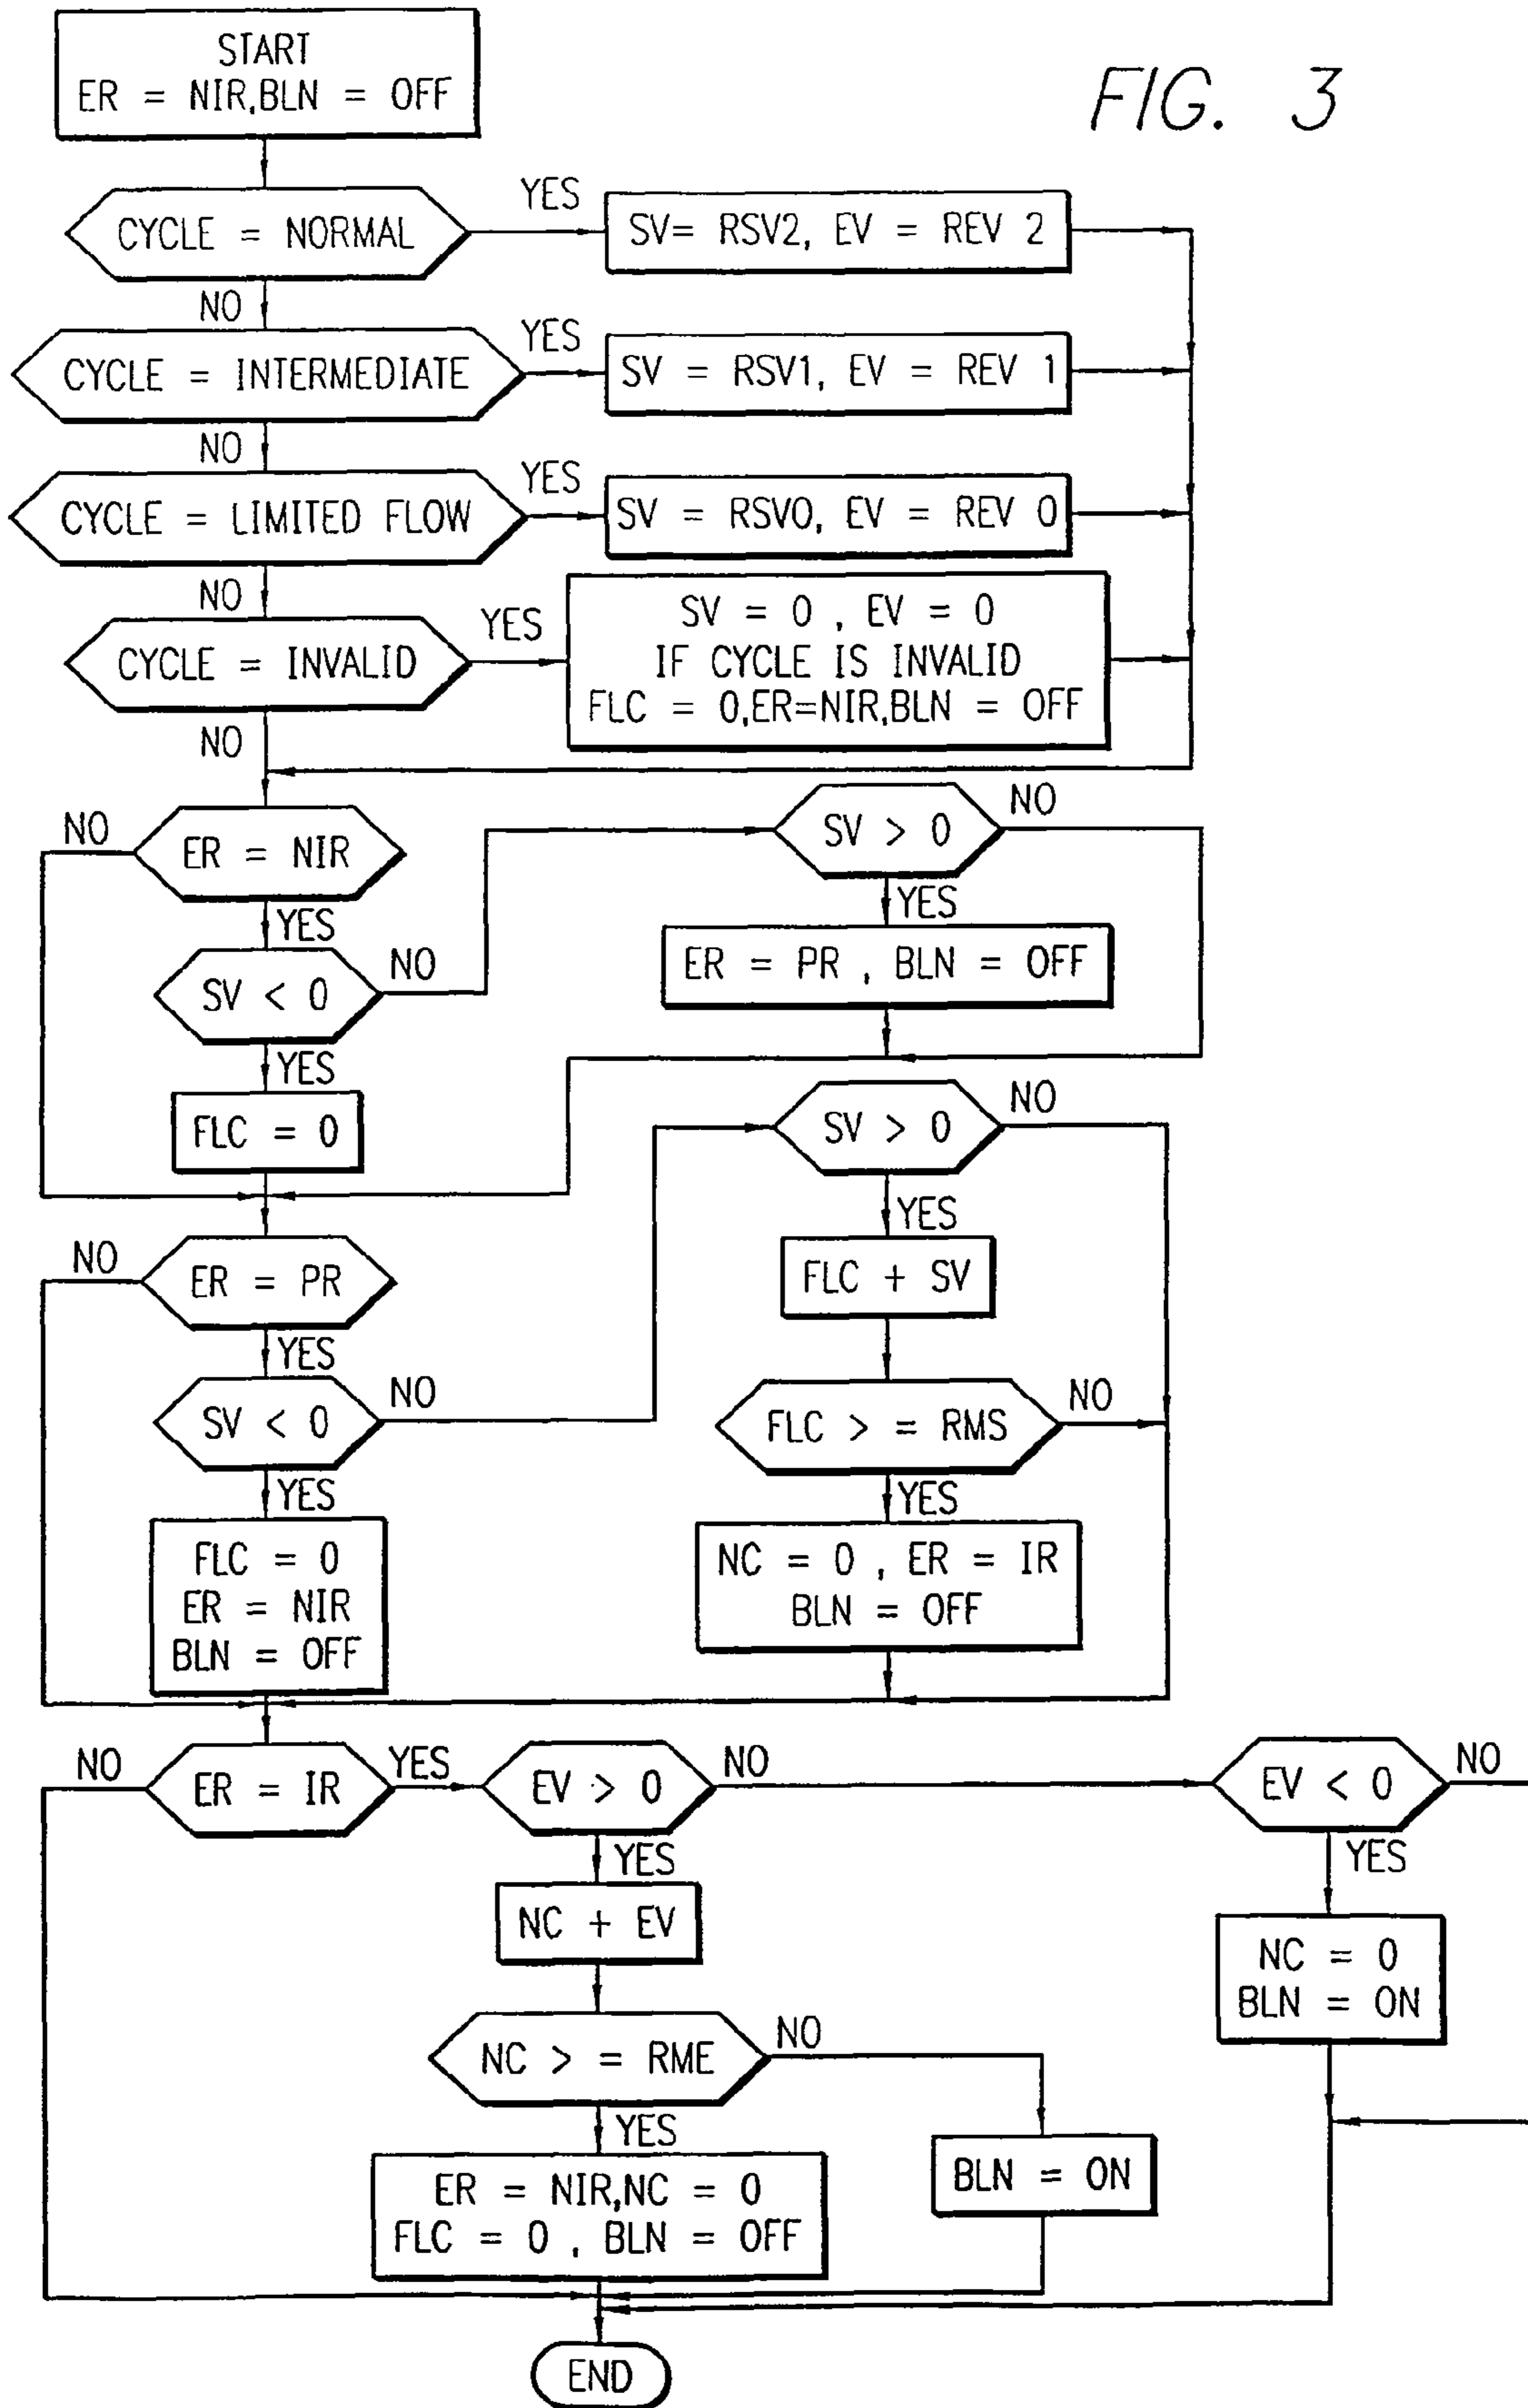 FIG. 3
START
ER = NIR,BLN = OFF
CYCLE = NORMAL
YES
SV= RSV2, EV = REV 2
NO
CYCLE = INTERMEDIATE
YES
SV = RSV1, EV = REV 1
NO
CYCLE = LIMITED FLOW
YES
SV = RSV0, EV = REV 0
NO
CYCLE = INVALID
YES
SV = 0 , EV = 0
IF CYCLE IS INVALID
FLC = 0,ER=NIR,BLN = OFF
NO
NO
ER = NIR
YES
SV < 0
NO
SV > 0
NO
YES
ER = PR , BLN = OFF
YES
FLC = 0
NO
ER = PR
YES
SV < 0
NO
SV > 0
NO
YES
FLC + SV
FLC > = RMS
NO
YES
NC = 0 , ER = IR
BLN = OFF
YES
FLC = 0
ER = NIR
BLN = OFF
NO
ER = IR
YES
EV > 0
NO
EV < 0
NO
YES
NC + EV
YES
NC = 0
BLN = ON
NC > = RME
NO
YES
BLN = ON
ER = NIR,NC = 0
FLC = 0 , BLN = OFF
END